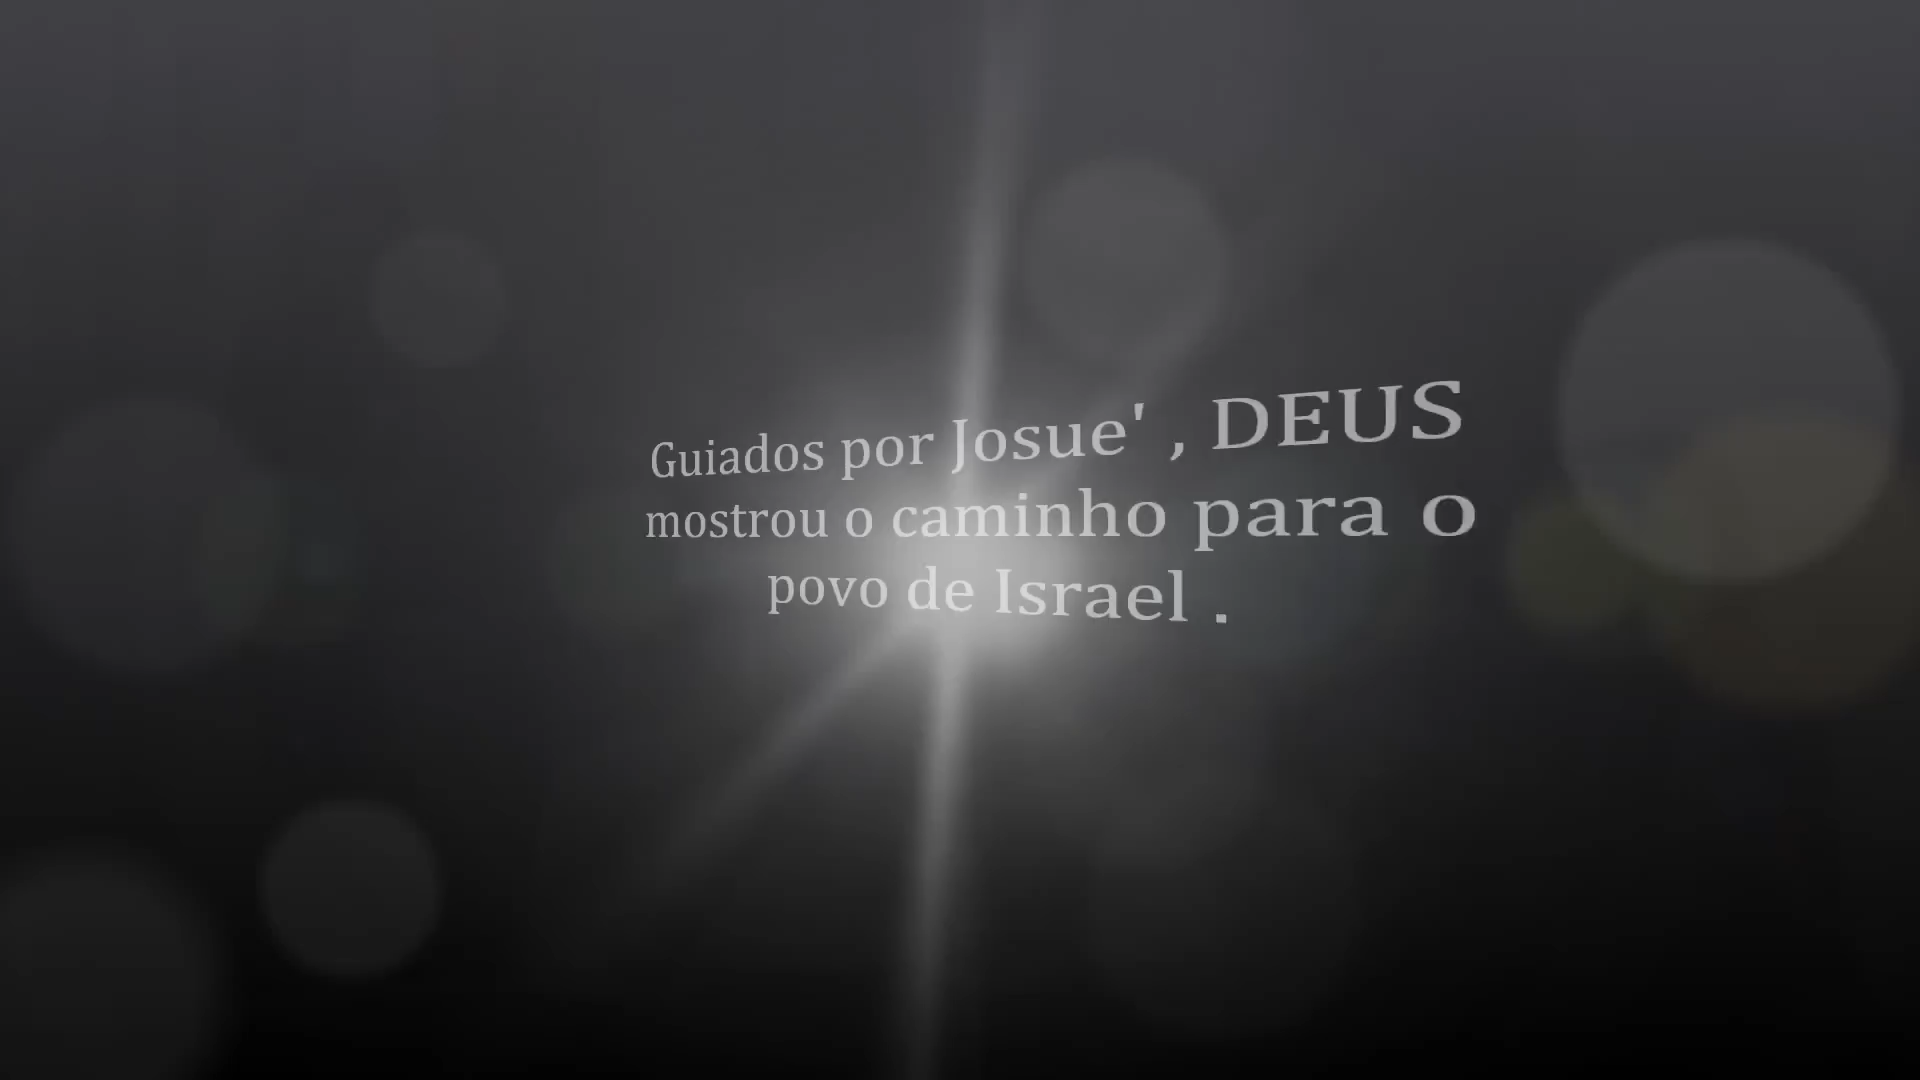 Guiados por Josue' , DEUS
mostrou o caminho para o
povo de Israel .